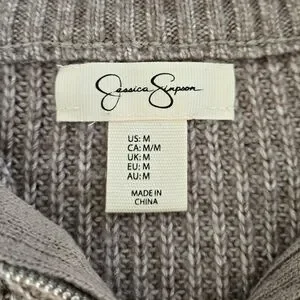 Jessica Simpson
US: M
CA: M/M
UK: M
EU: M
AU: M
MADE IN
CHINA